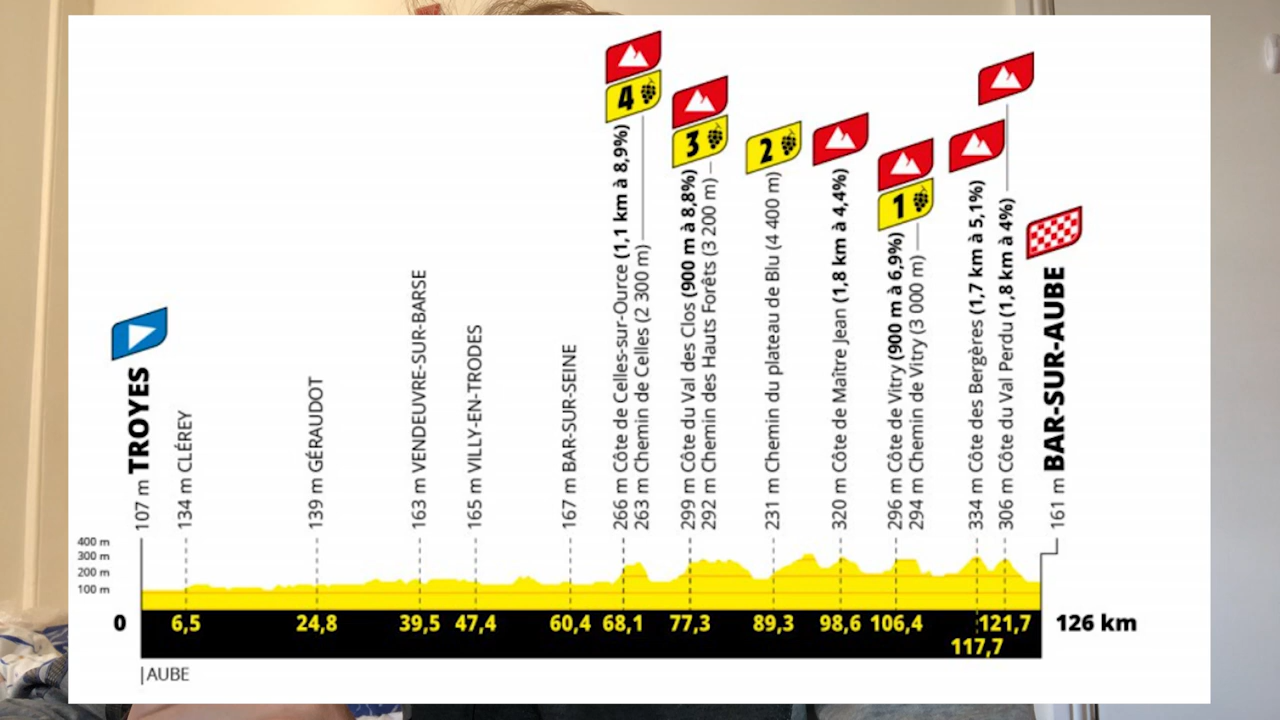 4
3
2
1
107 m TROYES
134 m CLÉREY
139 m GÉRAUDOT
163 m VENDEUVRE-SUR-BARSE
165 m VILLY-EN-TRODES
167 m BAR-SUR-SEINE
266 m Côte de Celles-sur-Ource (1,1 km à 8,9%)
263 m Chemin de Celles (2 300 m)
299 m Côte du Val des Clos (900 m à 8,8%)
292 m Chemin des Hauts Forêts (3 200 m)
231 m Chemin du plateau de Blu (4 400 m)
320 m Côte de Maître Jean (1,8 km à 4,4%)
296 m Côte de Vitry (900 m à 6,9%)
294 m Chemin de Vitry (3 000 m)
334 m Côte des Bergères (1,7 km à 5,1%)
306 m Côte du Val Perdu (1,8 km à 4%)
161 m BAR-SUR-AUBE
400 m
300 m
200 m
100 m
0 6,5 24,8 39,5 47,4 60,4 68,1 77,3 89,3 98,6 106,4 121,7 126 km
117,7
AUBE